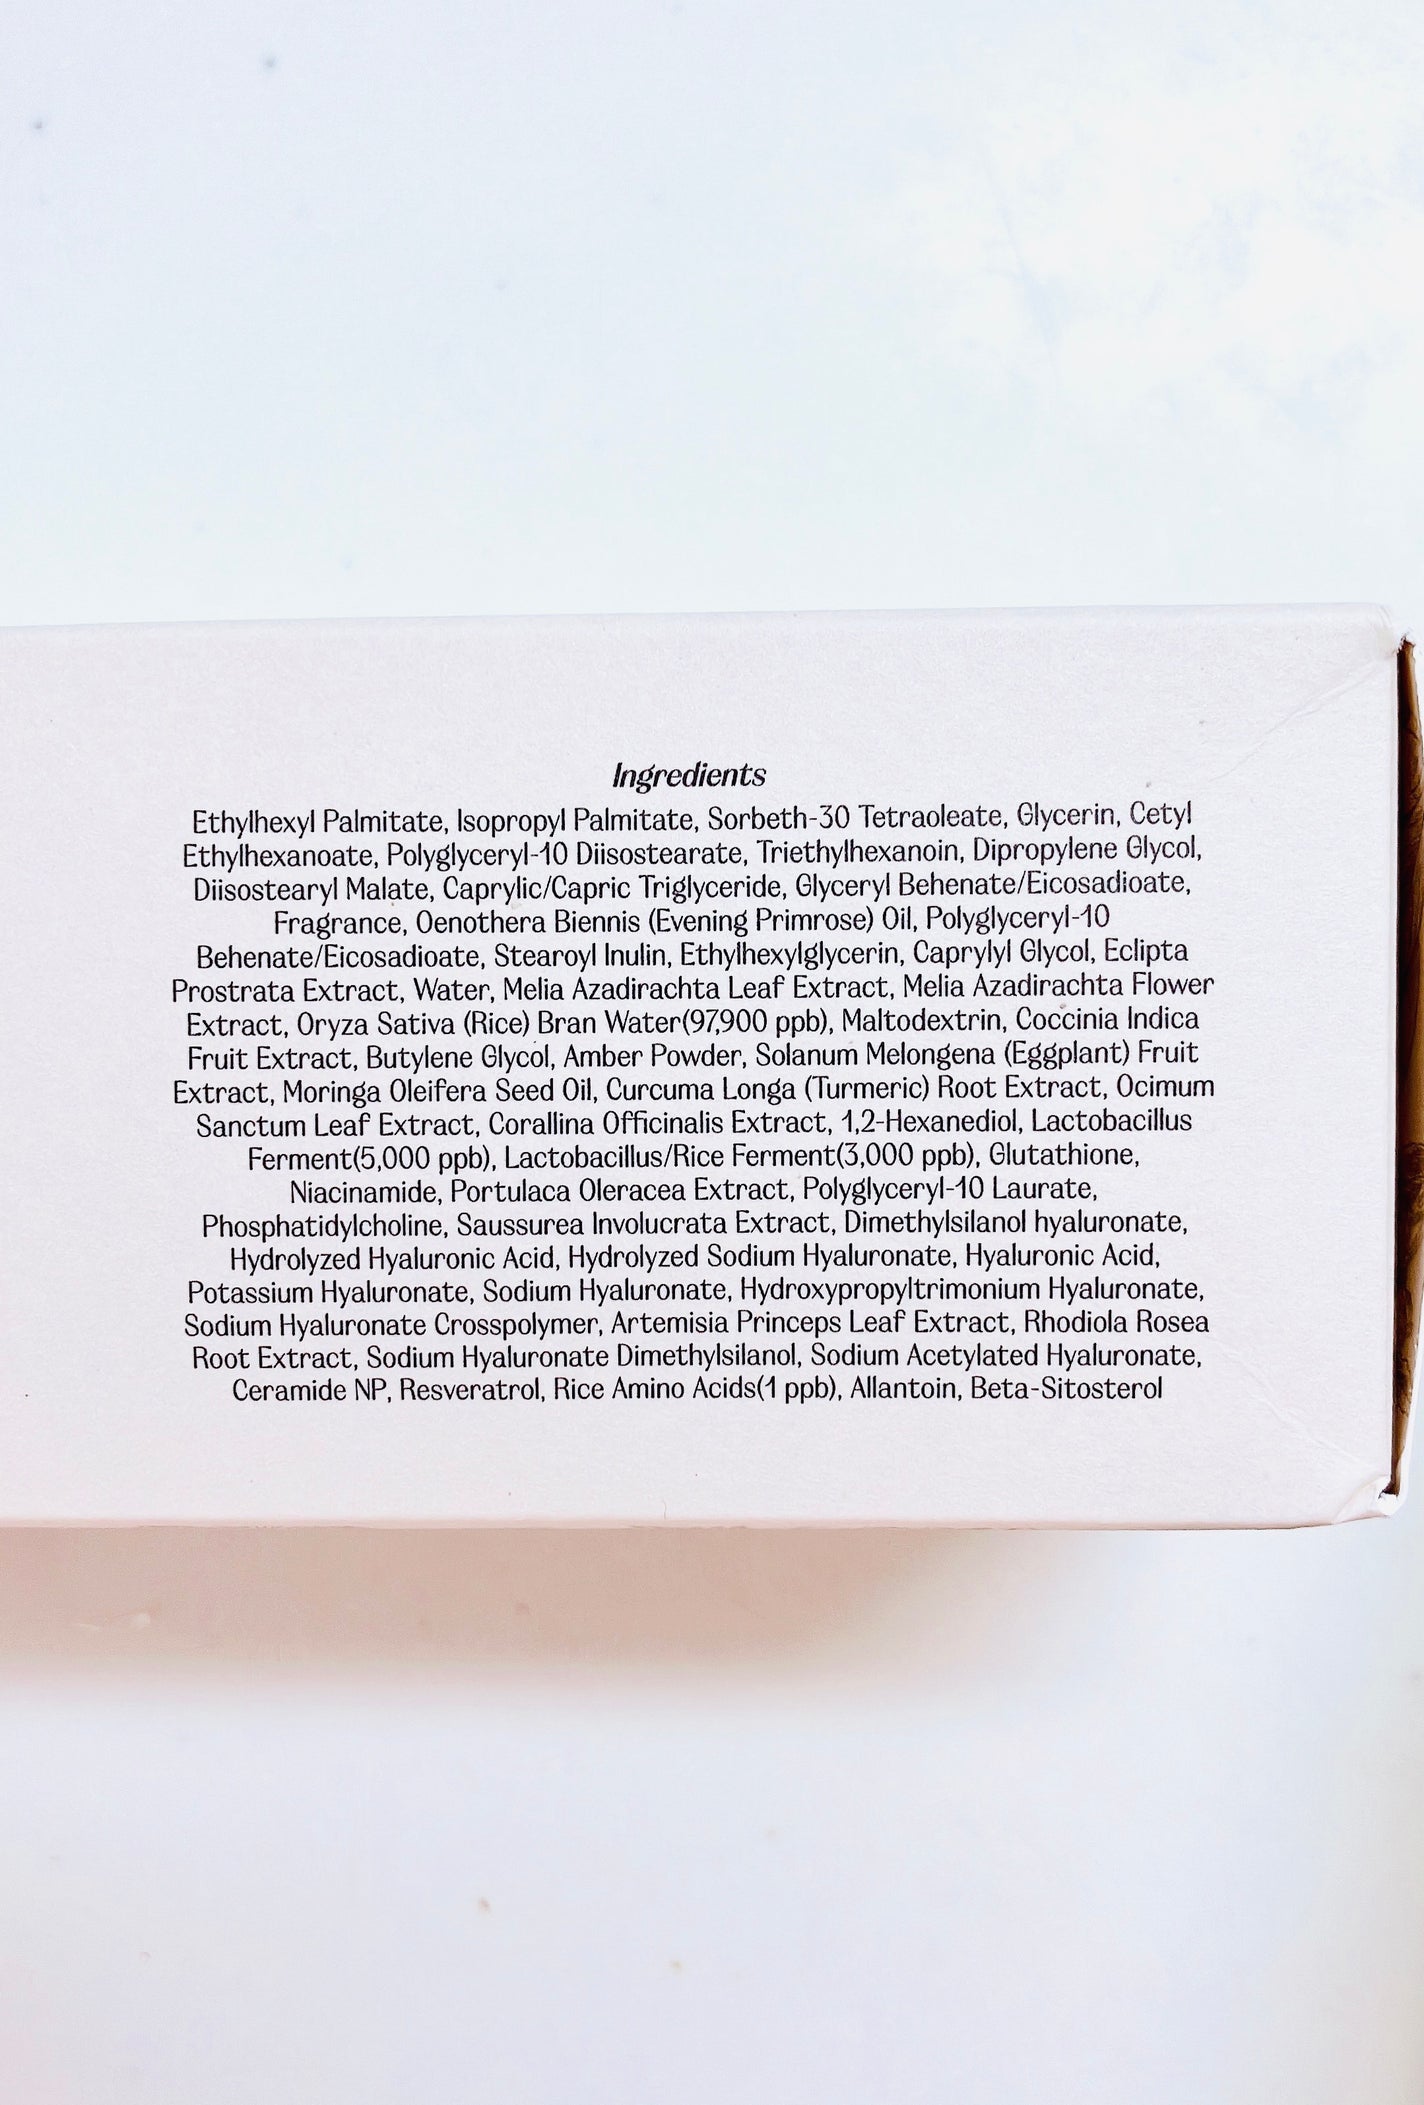 Ingredients
Ethylhexyl Palmitate, Isopropyl Palmitate, Sorbeth-30 Tetraoleate, Glycerin, Cetyl
Ethylhexanoate, Polyglyceryl-10 Diisostearate, Triethylhexanoin, Dipropylene Glycol,
Diisostearyl Malate, Caprylic/Capric Triglyceride, Glyceryl Behenate/Eicosadioate,
Fragrance, Oenothera Biennis (Evening Primrose) Oil, Polyglyceryl-10
Behenate/Eicosadioate, Stearoyl Inulin, Ethylhexylglycerin, Caprylyl Glycol, Eclipta
Prostrata Extract, Water, Melia Azadirachta Leaf Extract, Melia Azadirachta Flower
Extract, Oryza Sativa (Rice) Bran Water(97,900 ppb), Maltodextrin, Coccinia Indica
Fruit Extract, Butylene Glycol, Amber Powder, Solanum Melongena (Eggplant) Fruit
Extract, Moringa Oleifera Seed Oil, Curcuma Longa (Turmeric) Root Extract, Ocimum
Sanctum Leaf Extract, Corallina Officinalis Extract, 1,2-Hexanediol, Lactobacillus
Ferment(5,000 ppb), Lactobacillus/Rice Ferment(3,000 ppb), Glutathione,
Niacinamide, Portulaca Oleracea Extract, Polyglyceryl-10 Laurate,
Phosphatidylcholine, Saussurea Involucrata Extract, Dimethylsilanol hyaluronate,
Hydrolyzed Hyaluronic Acid, Hydrolyzed Sodium Hyaluronate, Hyaluronic Acid,
Potassium Hyaluronate, Sodium Hyaluronate, Hydroxypropyltrimonium Hyaluronate,
Sodium Hyaluronate Crosspolymer, Artemisia Princeps Leaf Extract, Rhodiola Rosea
Root Extract, Sodium Hyaluronate Dimethylsilanol, Sodium Acetylated Hyaluronate,
Ceramide NP, Resveratrol, Rice Amino Acids(1 ppb), Allantoin, Beta-Sitosterol